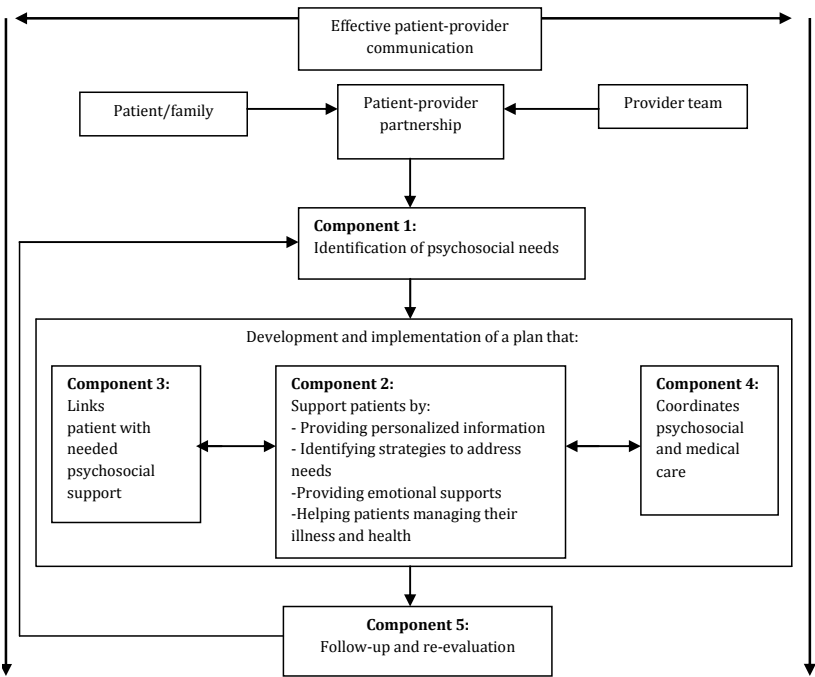 Effective patient-provider
communication
Patient/family
Patient-provider
partnership
Provider team
Component 1:
Identification of psychosocial needs
Development and implementation of a plan that:
Component 3:
Links
patient with
needed
psychosocial
support
Component 2:
Support patients by:
- Providing personalized information
- Identifying strategies to address
needs
-Providing emotional supports
-Helping patients managing their
illness and health
Component 4:
Coordinates
psychosocial
and medical
care
Component 5:
Follow-up and re-evaluation